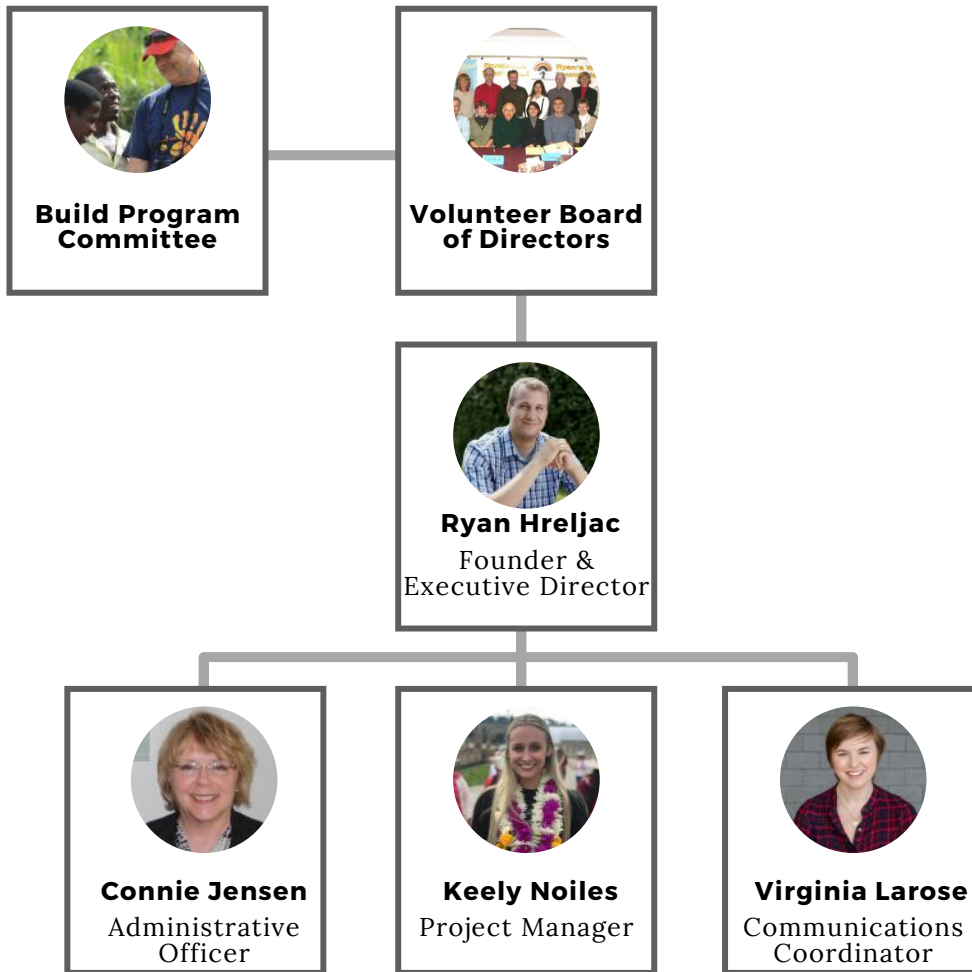 Build Program
Committee
Volunteer Board
of Directors
Ryan Hreljac
Founder &
Executive Director
Connie Jensen
Administrative
Officer
Keely Noiles
Project Manager
Virginia Larose
Communications
Coordinator